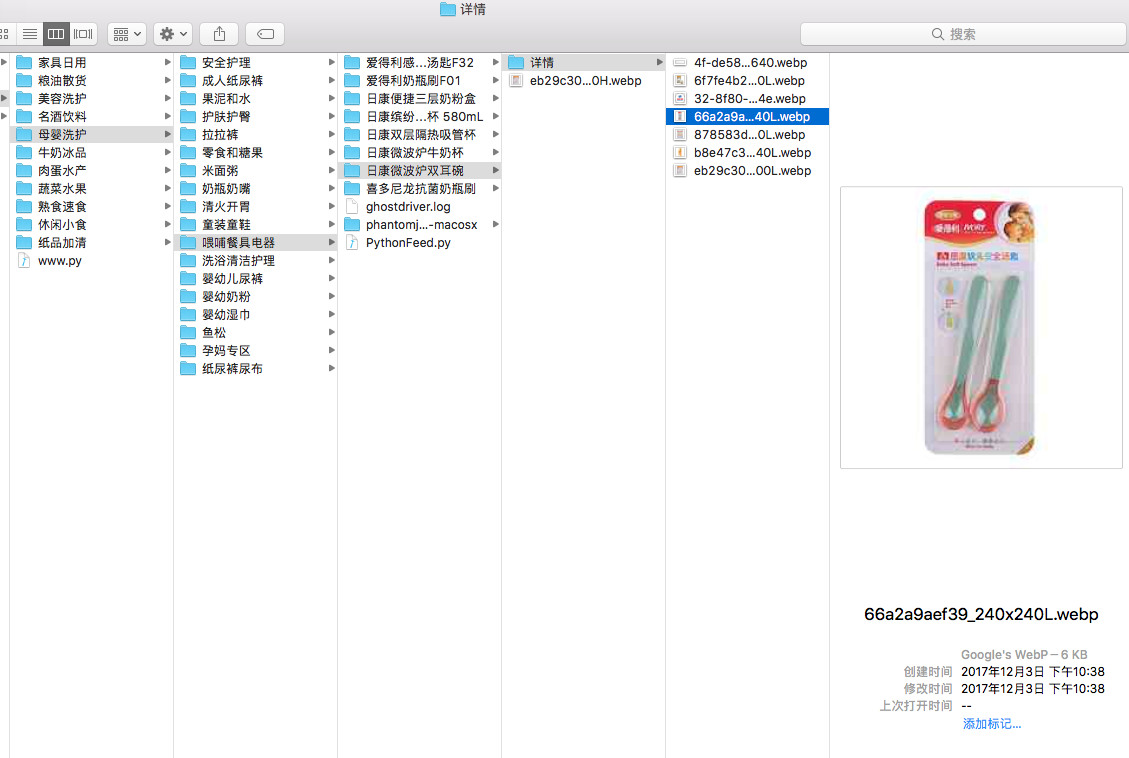 详情
搜索
家具日用
粮油散货
美容洗护
名酒饮料
母婴洗护
牛奶冰品
肉蛋水产
蔬菜水果
熟食速食
休闲小食
纸品加清
www.py
安全护理
成人纸尿裤
果泥和水
护肤护臀
拉拉裤
零食和糖果
米面粥
奶瓶奶嘴
清火开胃
童装童鞋
喂哺餐具电器
洗浴清洁护理
婴幼儿尿裤
婴幼奶粉
婴幼湿巾
鱼松
孕妈专区
纸尿裤尿布
爱得利感...汤匙F32
爱得利奶瓶刷F01
日康便捷三层奶粉盒
日康缤纷...杯 580mL
日康双层隔热吸管杯
日康微波炉牛奶杯
日康微波炉双耳碗
喜多尼龙抗菌奶瓶刷
ghostdriver.log
phantomj...-macosx
PythonFeed.py
详情
eb29c30...0H.webp
4f-de58...640.webp
6f7fe4b2...0L.webp
32-8f80-...4e.webp
66a2a9a...40L.webp
878583d...0L.webp
b8e47c3...40L.webp
eb29c30...00L.webp
爱得利 IVORY
66a2a9aef39_240x240L.webp
Google's WebP – 6 KB
创建时间 2017年12月3日 下午10:38
修改时间 2017年12月3日 下午10:38
上次打开时间 --
添加标记...